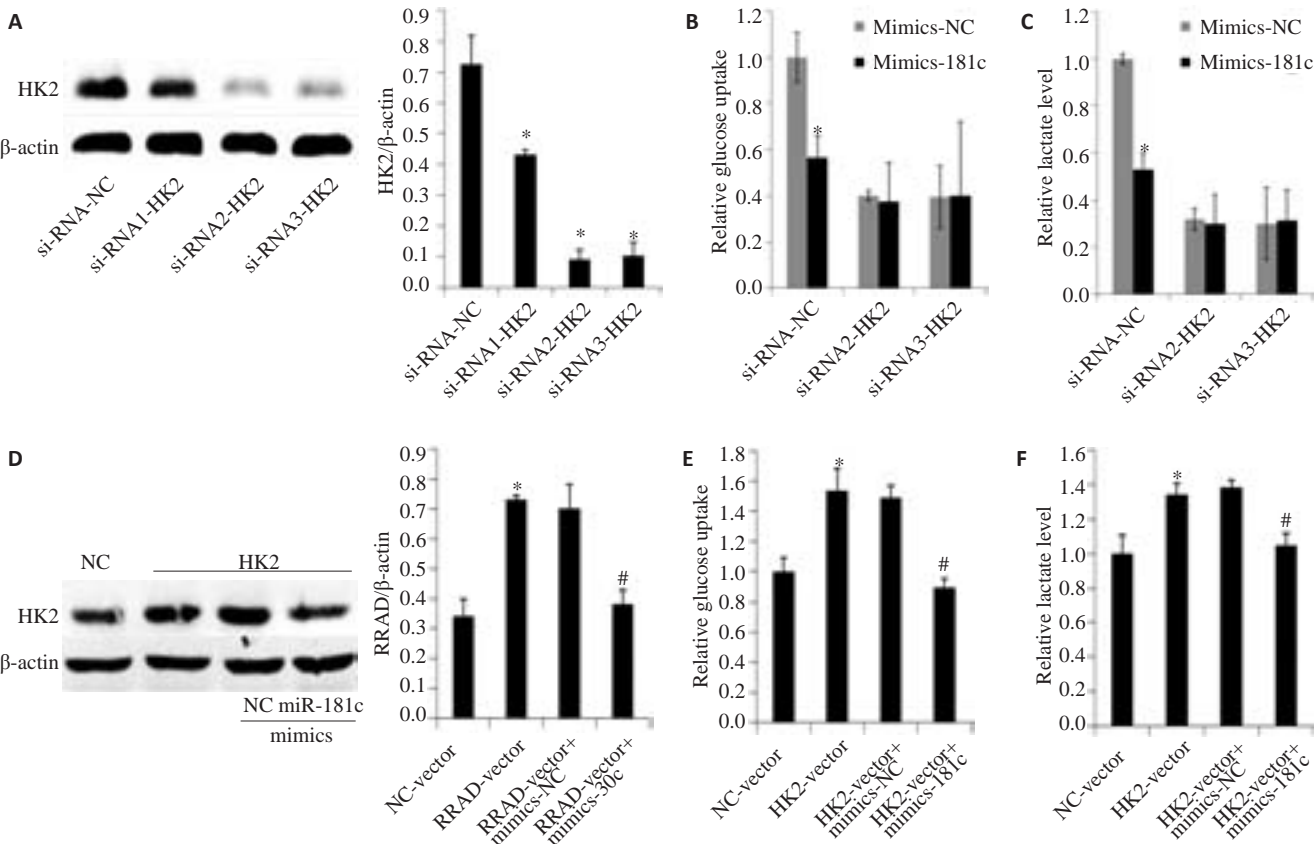 A
HK2
β-actin
si-RNA-NC
si-RNA1-HK2
si-RNA2-HK2
si-RNA3-HK2
HK2/β-actin
0.9
0.8
0.7
0.6
0.5
0.4
0.3
0.2
0.1
0.0
*
*
*
si-RNA-NC
si-RNA1-HK2
si-RNA2-HK2
si-RNA3-HK2
B
Relative glucose uptake
1.2
1.0
0.8
0.6
0.4
0.2
0.0
Mimics-NC
Mimics-181c
*
si-RNA-NC
si-RNA2-HK2
si-RNA3-HK2
C
Relative lactate level
1.2
1.0
0.6
0.6
0.4
0.2
0.0
Mimics-NC
Mimics-181c
*
si-RNA-NC
si-RNA2-HK2
si-RNA3-HK2
D
NC
HK2
HK2
β-actin
NC miR-181c
mimics
RRAD/β-actin
0.9
0.8
0.7
0.6
0.4
0.4
0.3
0.2
0.1
0.0
*
#
NC-vector
RRAD-vector
RRAD-vector+
mimics-NC
RRAD-vector+
mimics-30c
E
Relative glucose uptake
1.8
1.6
1.4
1.2
1.0
0.8
0.6
0.4
0.2
0.0
*
#
NC-vector
HK2-vector
HK2-vector+
mimics-NC
HK2-vector+
mimics-181c
F
Relative lactate level
1.6
1.4
1.2
1.0
0.8
0.6
0.4
0.2
0.0
*
#
NC-vector
HK2-vector
HK2-vector+
mimics-NC
HK2-vector+
mimics-181c